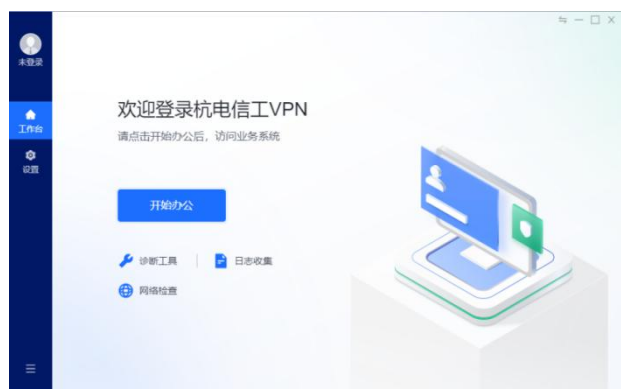 未登录
工作台
设置
欢迎登录杭电信工VPN
请点击开始办公后，访问业务系统
开始办公
诊断工具
日志收集
网络检查